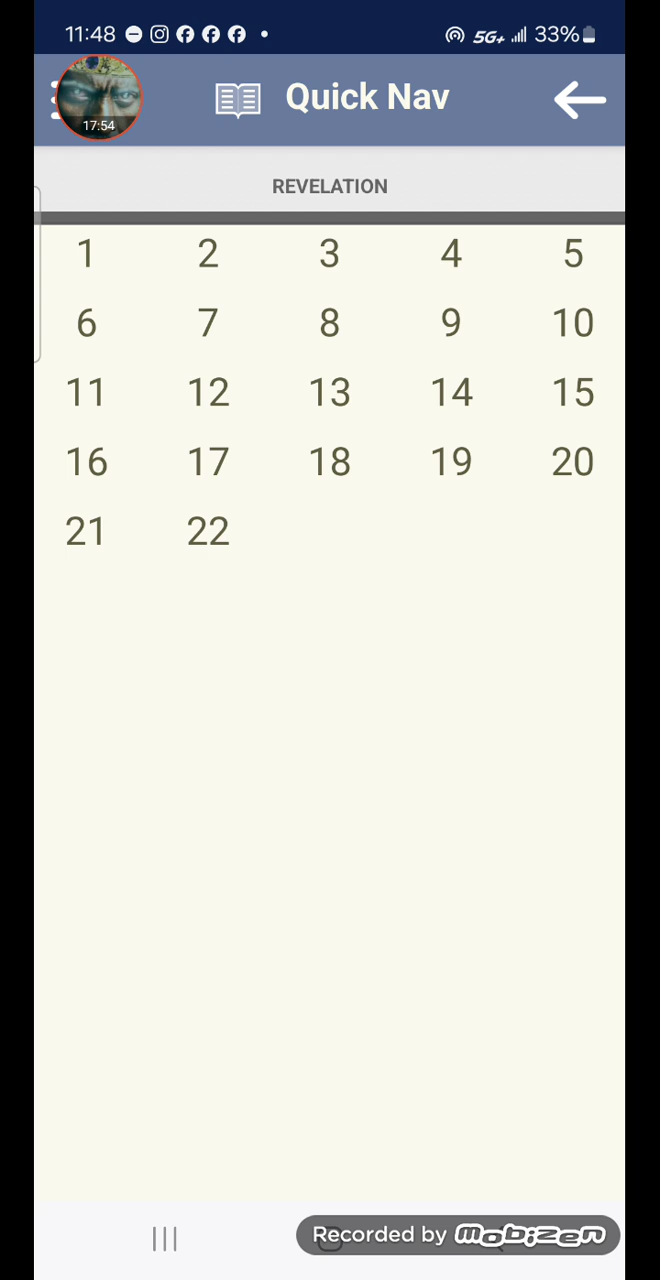 11:48 5G+ 33%
17:54
Quick Nav
REVELATION
1 2 3 4 5
6 7 8 9 10
11 12 13 14 15
16 17 18 19 20
21 22
Recorded by mobizen